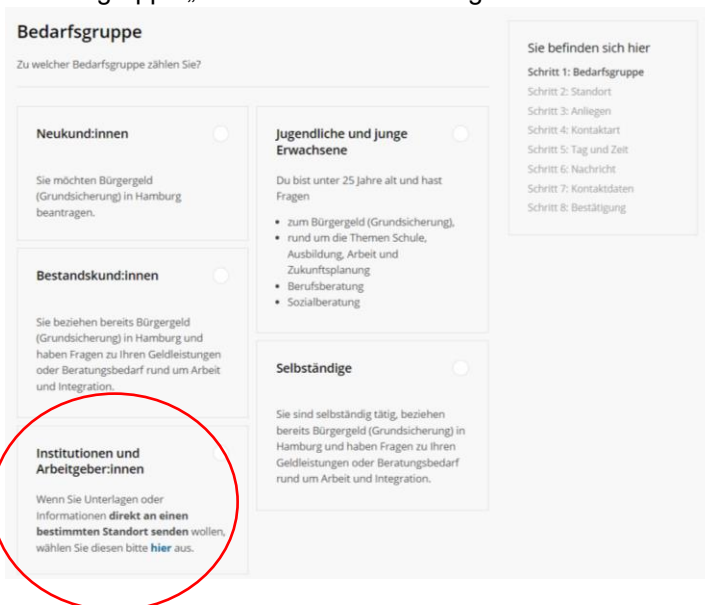 Bedarfsgruppe
Zu welcher Bedarfsgruppe zählen Sie?
Neukund:innen
Sie möchten Bürgergeld
(Grundsicherung) in Hamburg
beantragen.
Bestandskund:innen
Sie beziehen bereits Bürgergeld
(Grundsicherung) in Hamburg und
haben Fragen zu Ihren Geldleistungen
oder Beratungsbedarf rund um Arbeit
und Integration.
Institutionen und
Arbeitgeber:innen
Wenn Sie Unterlagen oder
Informationen direkt an einen
bestimmten Standort senden wollen,
wählen Sie diesen bitte hier aus.
Jugendliche und junge
Erwachsene
Du bist unter 25 Jahre alt und hast
Fragen
• zum Bürgergeld (Grundsicherung),
• rund um die Themen Schule,
Ausbildung, Arbeit und
Zukunftsplanung
• Berufsberatung
• Sozialberatung
Selbständige
Sie sind selbständig tätig, beziehen
bereits Bürgergeld (Grundsicherung) in
Hamburg und haben Fragen zu Ihren
Geldleistungen oder Beratungsbedarf
rund um Arbeit und Integration.
Sie befinden sich hier
Schritt 1: Bedarfsgruppe
Schritt 2: Standort
Schritt 3: Anliegen
Schritt 4: Kontaktart
Schritt 5: Tag und Zeit
Schritt 6: Nachricht
Schritt 7: Kontaktdaten
Schritt 8: Bestätigung